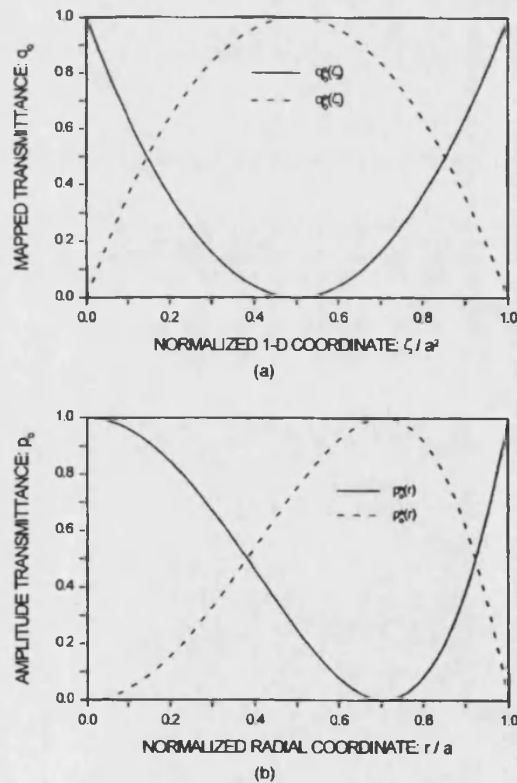 MAPPED TRANSMITTANCE: q₀
1.0
0.8
0.6
0.4
0.2
0.0
0.0 0.2 0.4 0.6 0.8 1.0
NORMALIZED 1-D COORDINATE: ζ / a²
(a)
AMPLITUDE TRANSMITTANCE: p₀
1.0
0.8
0.6
0.4
0.2
0.0
0.0 0.2 0.4 0.6 0.8 1.0
NORMALIZED RADIAL COORDINATE: r / a
(b)